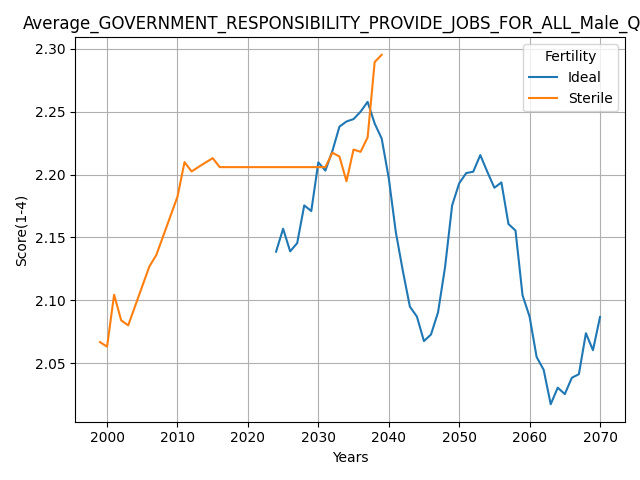 Average_GOVERNMENT_RESPONSIBILITY_PROVIDE_JOBS_FOR_ALL_Male_Q
2.30
2.25
2.20
2.15
2.10
2.05
Score(1-4)
Fertility
Ideal
Sterile
2000 2010 2020 2030 2040 2050 2060 2070
Years